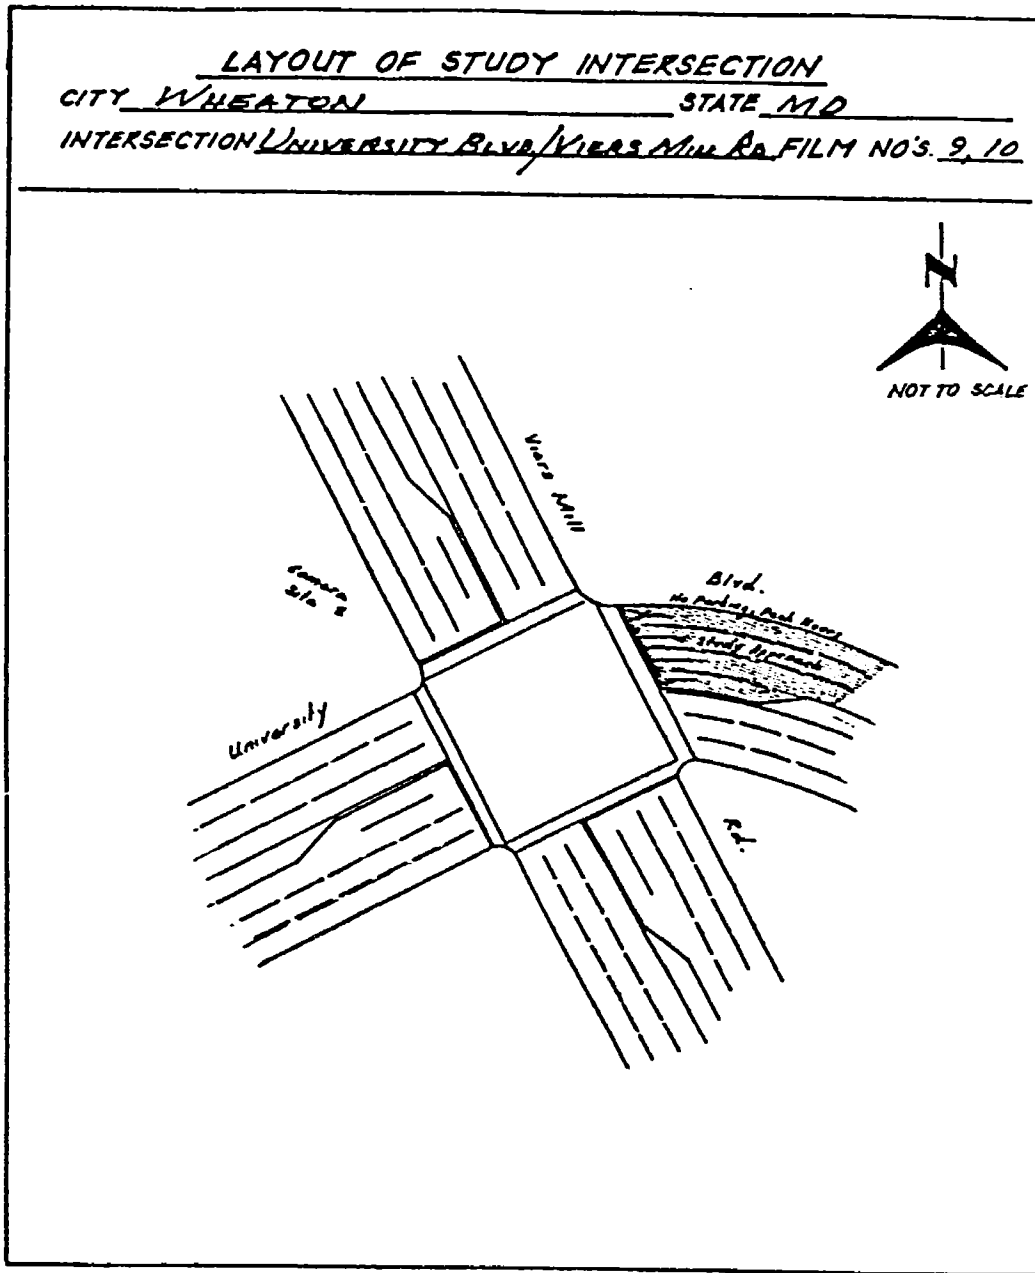 LAYOUT OF STUDY INTERSECTION
CITY WHEATON STATE MD
INTERSECTION UNIVERSITY BLVD/VIERS MILL RD FILM NO'S. 9, 10
N
NOT TO SCALE
Viers Mill
Camera
Blvd.
No Parking, Peak Hours
Study Approach
University
Rd.